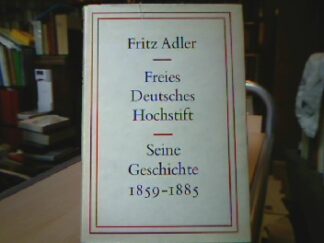 Fritz Adler
Freies
Deutsches
Hochstift
Seine
Geschichte
1859-1885